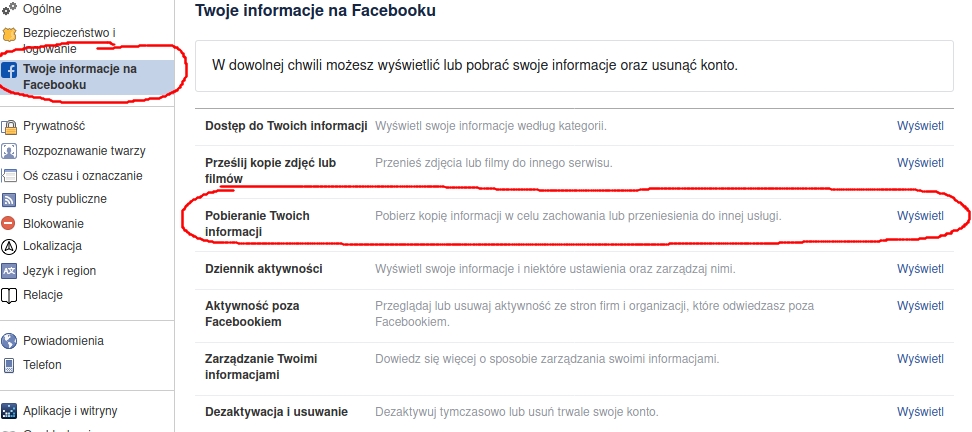 Ogólne
Bezpieczeństwo i
logowanie
Twoje informacje na
Facebooku
Prywatność
Rozpoznawanie twarzy
Oś czasu i oznaczanie
Posty publiczne
Blokowanie
Lokalizacja
Język i region
Relacje
Powiadomienia
Telefon
Aplikacje i witryny
Twoje informacje na Facebooku
W dowolnej chwili możesz wyświetlić lub pobrać swoje informacje oraz usunąć konto.
Dostęp do Twoich informacji Wyświetl swoje informacje według kategorii. Wyświetl
Prześlij kopie zdjęć lub Przenieś zdjęcia lub filmy do innego serwisu. Wyświetl
filmów
Pobieranie Twoich Pobierz kopię informacji w celu zachowania lub przeniesienia do innej usługi. Wyświetl
informacji
Dziennik aktywności Wyświetl swoje informacje i niektóre ustawienia oraz zarządzaj nimi. Wyświetl
Aktywność poza Przeglądaj lub usuwaj aktywność ze stron firm i organizacji, które odwiedzasz poza Wyświetl
Facebookiem Facebookiem.
Zarządzanie Twoimi Dowiedz się więcej o sposobie zarządzania swoimi informacjami. Wyświetl
informacjami
Dezaktywacja i usuwanie Dezaktywuj tymczasowo lub usuń trwale swoje konto. Wyświetl